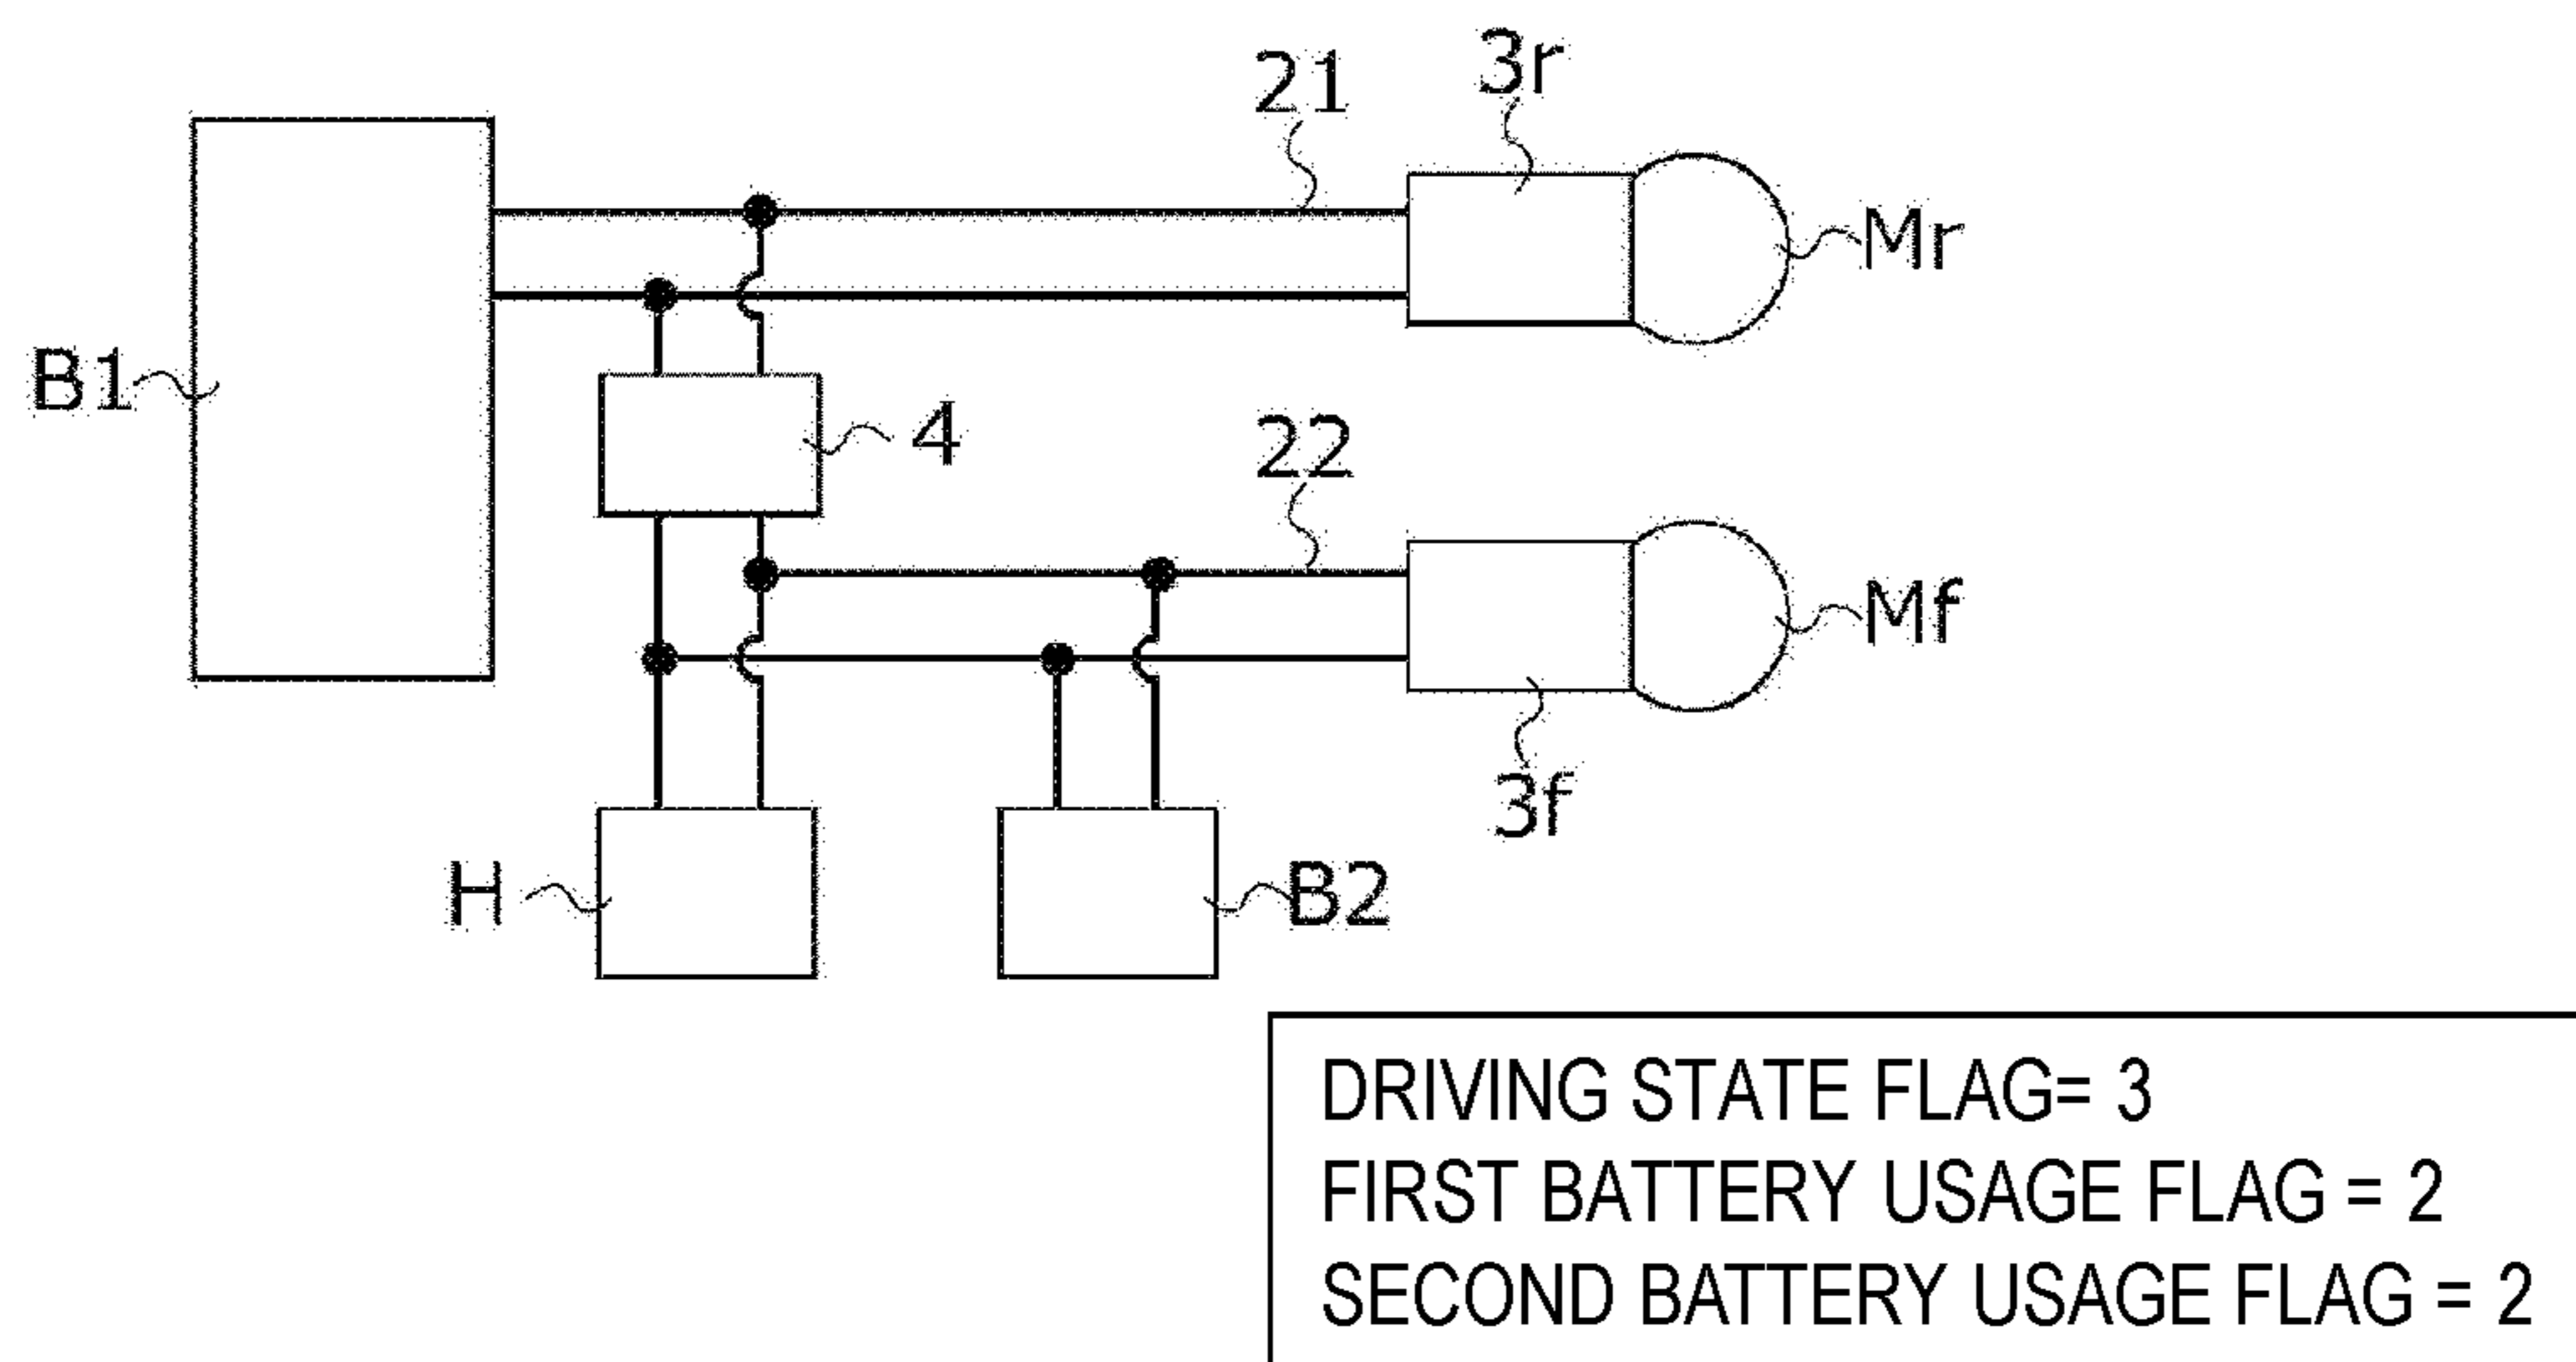 21
3r
Mr
B1
4
22
Mf
3f
H
B2
DRIVING STATE FLAG= 3
FIRST BATTERY USAGE FLAG = 2
SECOND BATTERY USAGE FLAG = 2